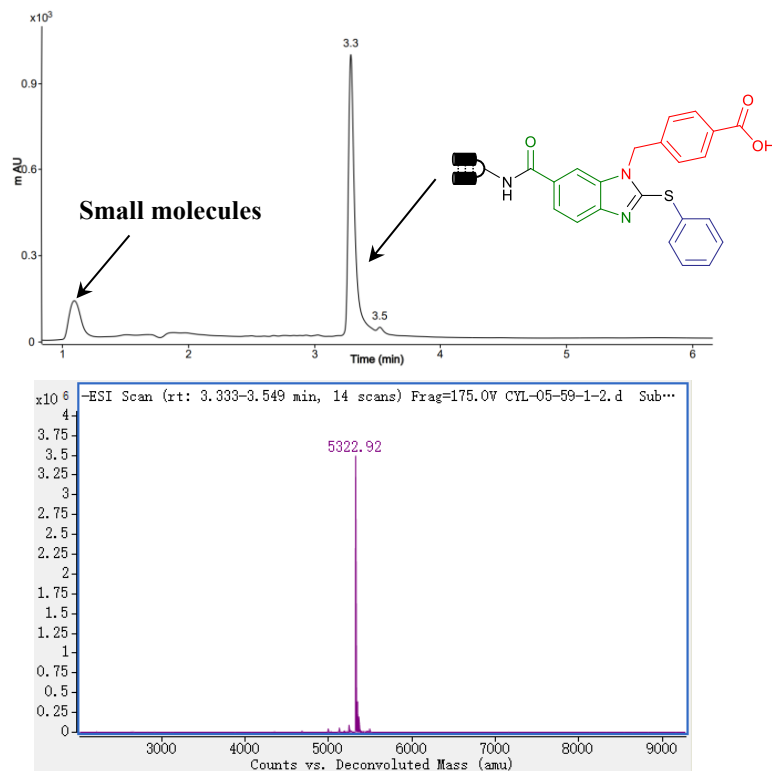 x10³
3.3
0.9
0.6
0.3
0
m AU
Small molecules
3.5
1
2
3
4
5
6
Time (min)
O
N
H
N
N
S
O
OH
x10 6
-ESI Scan (rt: 3.333-3.549 min, 14 scans) Frag=175.0V CYL-05-59-1-2.d Sub…
4
3.75
3.5
3.25
3
2.75
2.5
2.25
2
1.75
1.5
1.25
1
0.75
0.5
0.25
0
5322.92
3000
4000
5000
6000
7000
8000
9000
Counts vs. Deconvoluted Mass (amu)